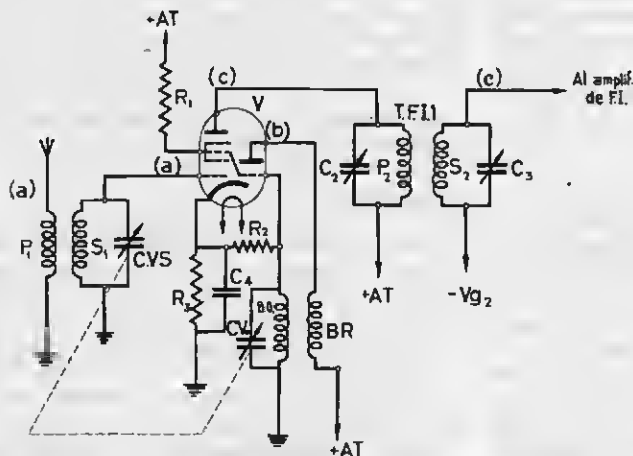 +AT
R1
(c)
V
(b)
(a)
(a)
P1
S1
CVS
R2
R3
C4
CV
BR
+AT
T.F.I.1
C2
P2
S2
C3
(c)
Al amplif.
de F.I.
+AT
-Vg2